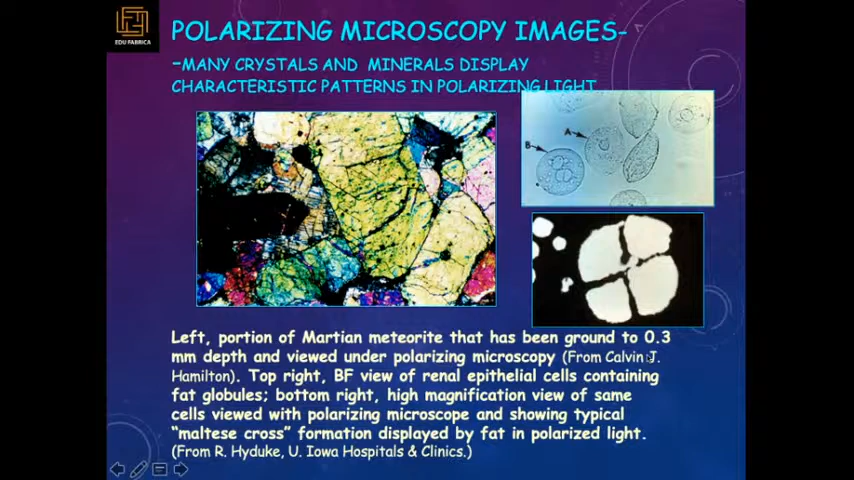 EDU FABRICA
POLARIZING MICROSCOPY IMAGES-
-MANY CRYSTALS AND MINERALS DISPLAY
CHARACTERISTIC PATTERNS IN POLARIZING LIGHT
A
B
Left, portion of Martian meteorite that has been ground to 0.3
mm depth and viewed under polarizing microscopy (From Calvin J.
Hamilton). Top right, BF view of renal epithelial cells containing
fat globules; bottom right, high magnification view of same
cells viewed with polarizing microscope and showing typical
“maltese cross” formation displayed by fat in polarized light.
(From R. Hyduke, U. Iowa Hospitals & Clinics.)